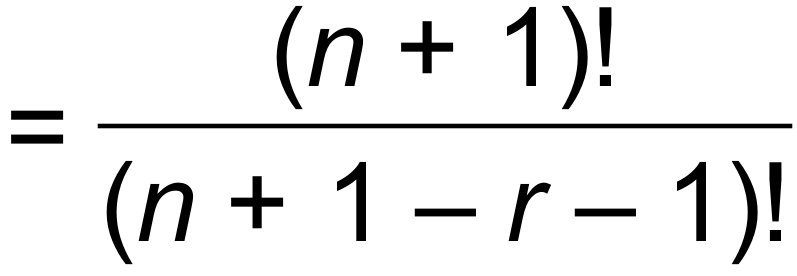 = (n + 1)!
(n + 1 – r – 1)!